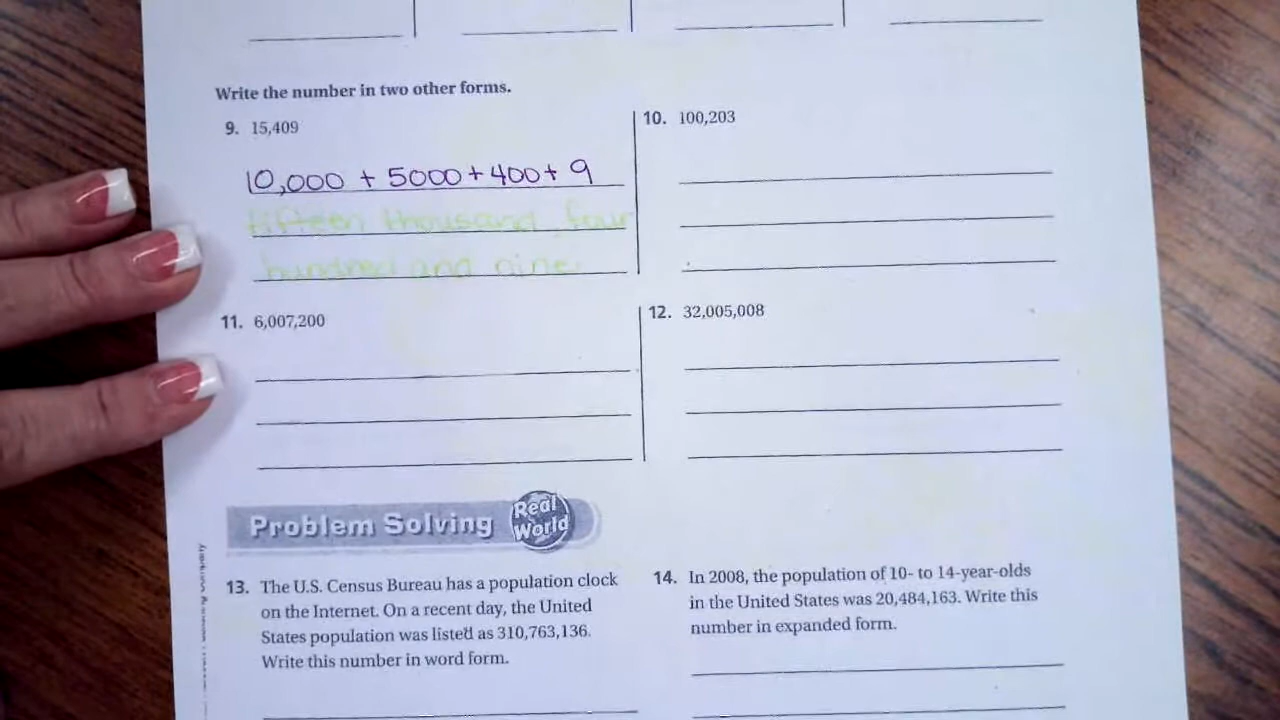 Write the number in two other forms.
9. 15,409
10,000 + 5000 + 400 + 9
fifteen thousand four
hundred and nine
10. 100,203
11. 6,007,200
12. 32,005,008
Problem Solving
Real
World
13. The U.S. Census Bureau has a population clock
on the Internet. On a recent day, the United
States population was listed as 310,763,136.
Write this number in word form.
14. In 2008, the population of 10- to 14-year-olds
in the United States was 20,484,163. Write this
number in expanded form.